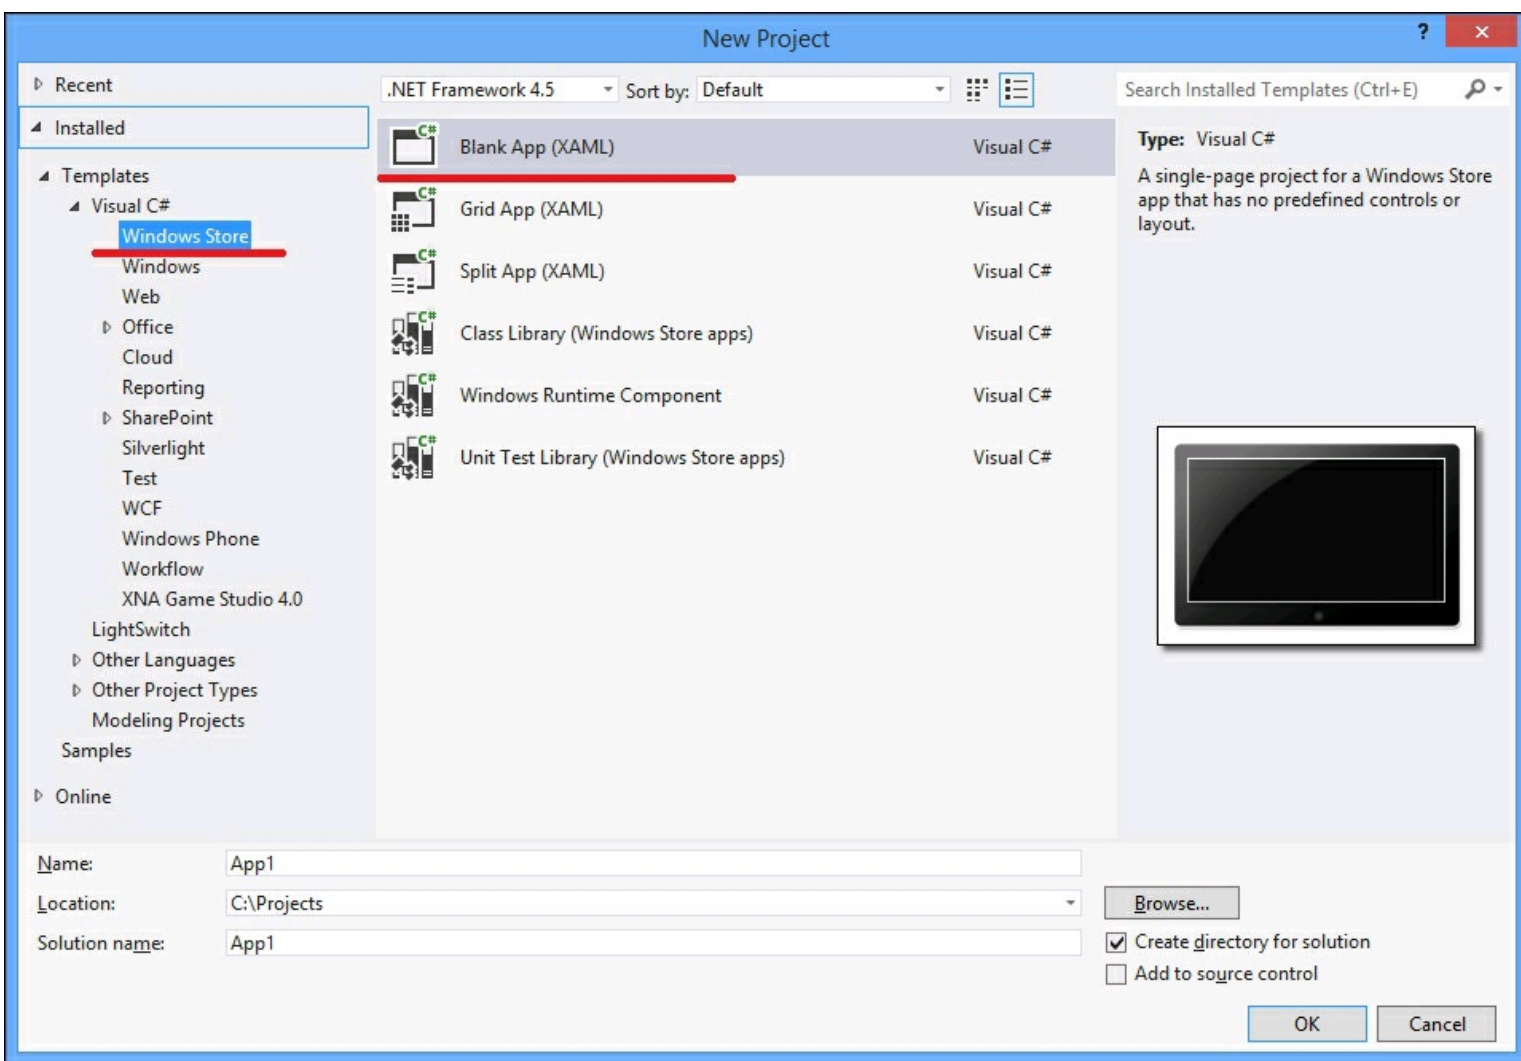 New Project
?
Recent
Installed
Templates
Visual C#
Windows Store
Windows
Web
Office
Cloud
Reporting
SharePoint
Silverlight
Test
WCF
Windows Phone
Workflow
XNA Game Studio 4.0
LightSwitch
Other Languages
Other Project Types
Modeling Projects
Samples
Online
.NET Framework 4.5 Sort by: Default
C# Blank App (XAML) Visual C#
C# Grid App (XAML) Visual C#
C# Split App (XAML) Visual C#
C# Class Library (Windows Store apps) Visual C#
C# Windows Runtime Component Visual C#
C# Unit Test Library (Windows Store apps) Visual C#
Search Installed Templates (Ctrl+E)
Type: Visual C#
A single-page project for a Windows Store
app that has no predefined controls or
layout.
Name: App1
Location: C:\Projects Browse...
Solution name: App1
Create directory for solution
Add to source control
OK Cancel